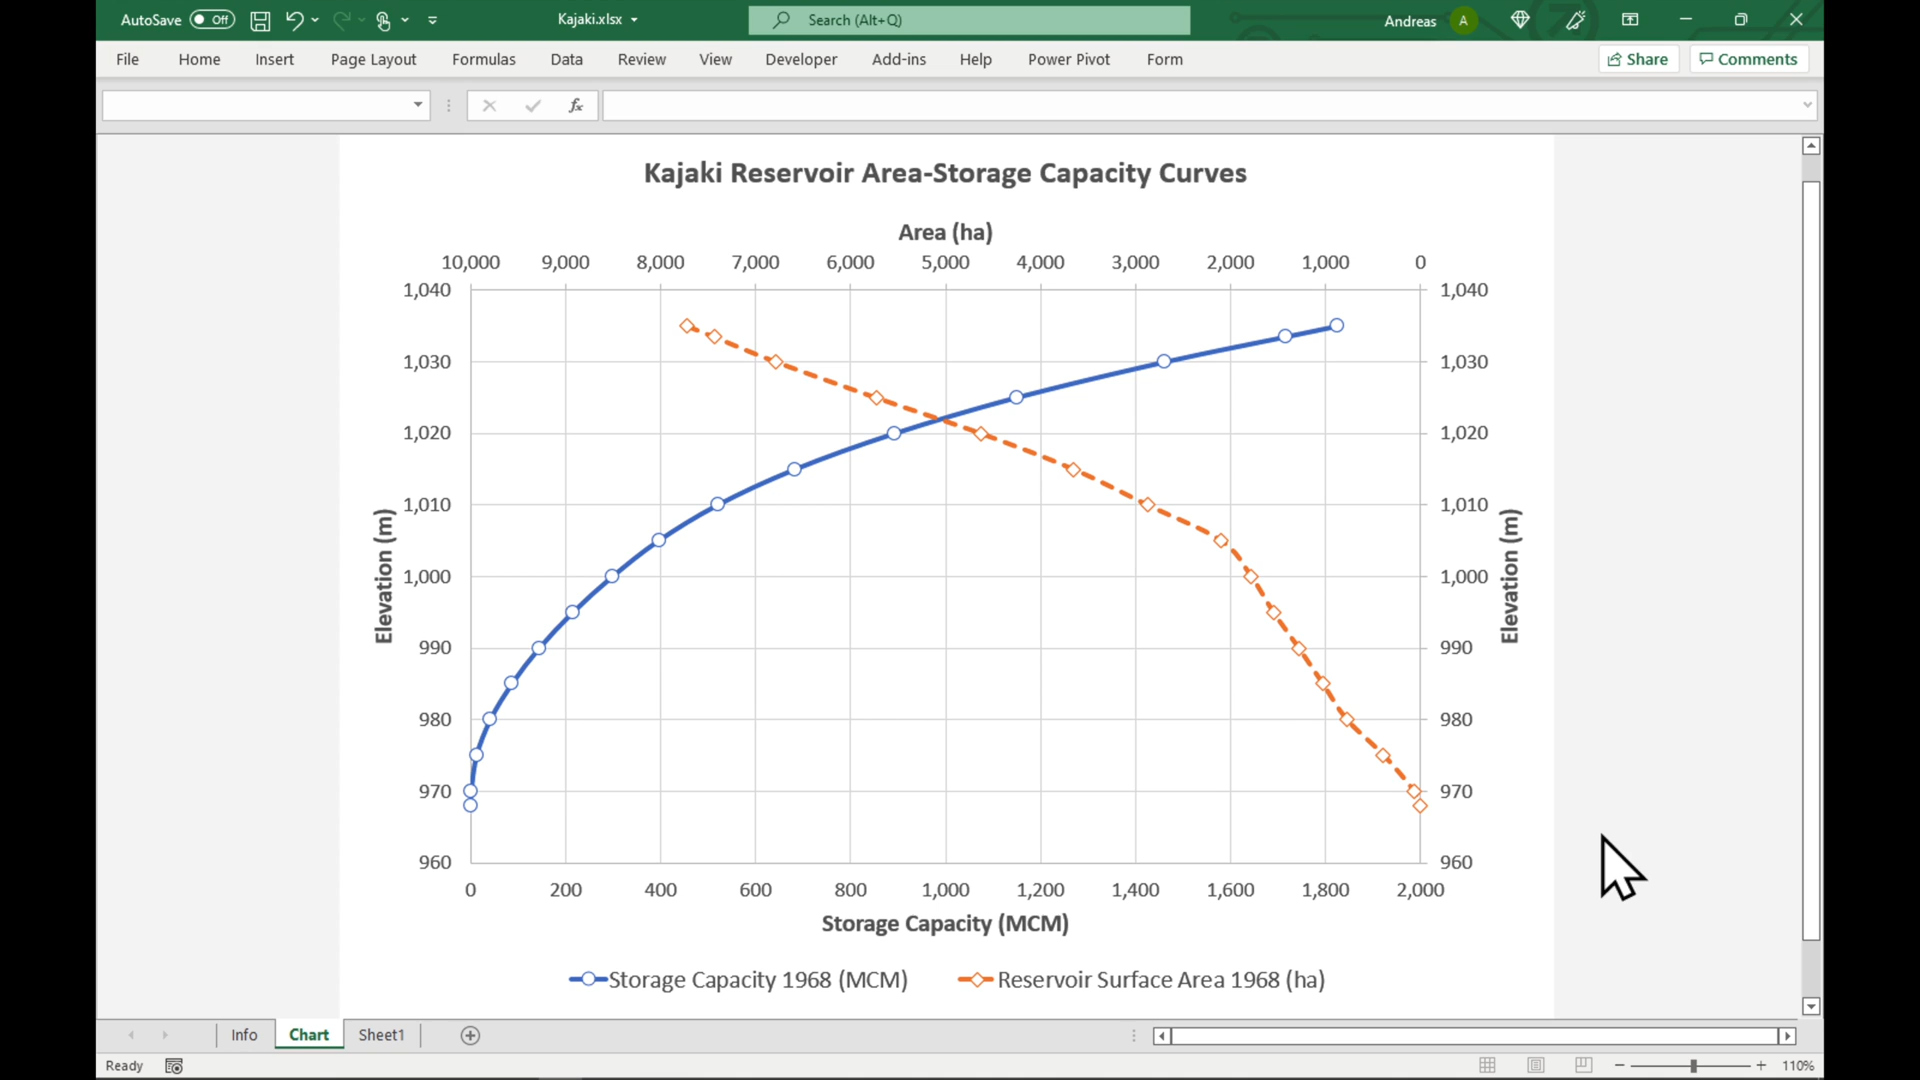 AutoSave Off Kajaki.xlsx Search (Alt+Q) Andreas A
File Home Insert Page Layout Formulas Data Review View Developer Add-ins Help Power Pivot Form Share Comments
fx
Kajaki Reservoir Area-Storage Capacity Curves
Area (ha)
10,000 9,000 8,000 7,000 6,000 5,000 4,000 3,000 2,000 1,000 0
1,040 1,040
1,030 1,030
1,020 1,020
1,010 1,010
Elevation (m) Elevation (m)
1,000 1,000
990 990
980 980
970 970
960 960
0 200 400 600 800 1,000 1,200 1,400 1,600 1,800 2,000
Storage Capacity (MCM)
Storage Capacity 1968 (MCM) Reservoir Surface Area 1968 (ha)
Info Chart Sheet1
Ready 110%